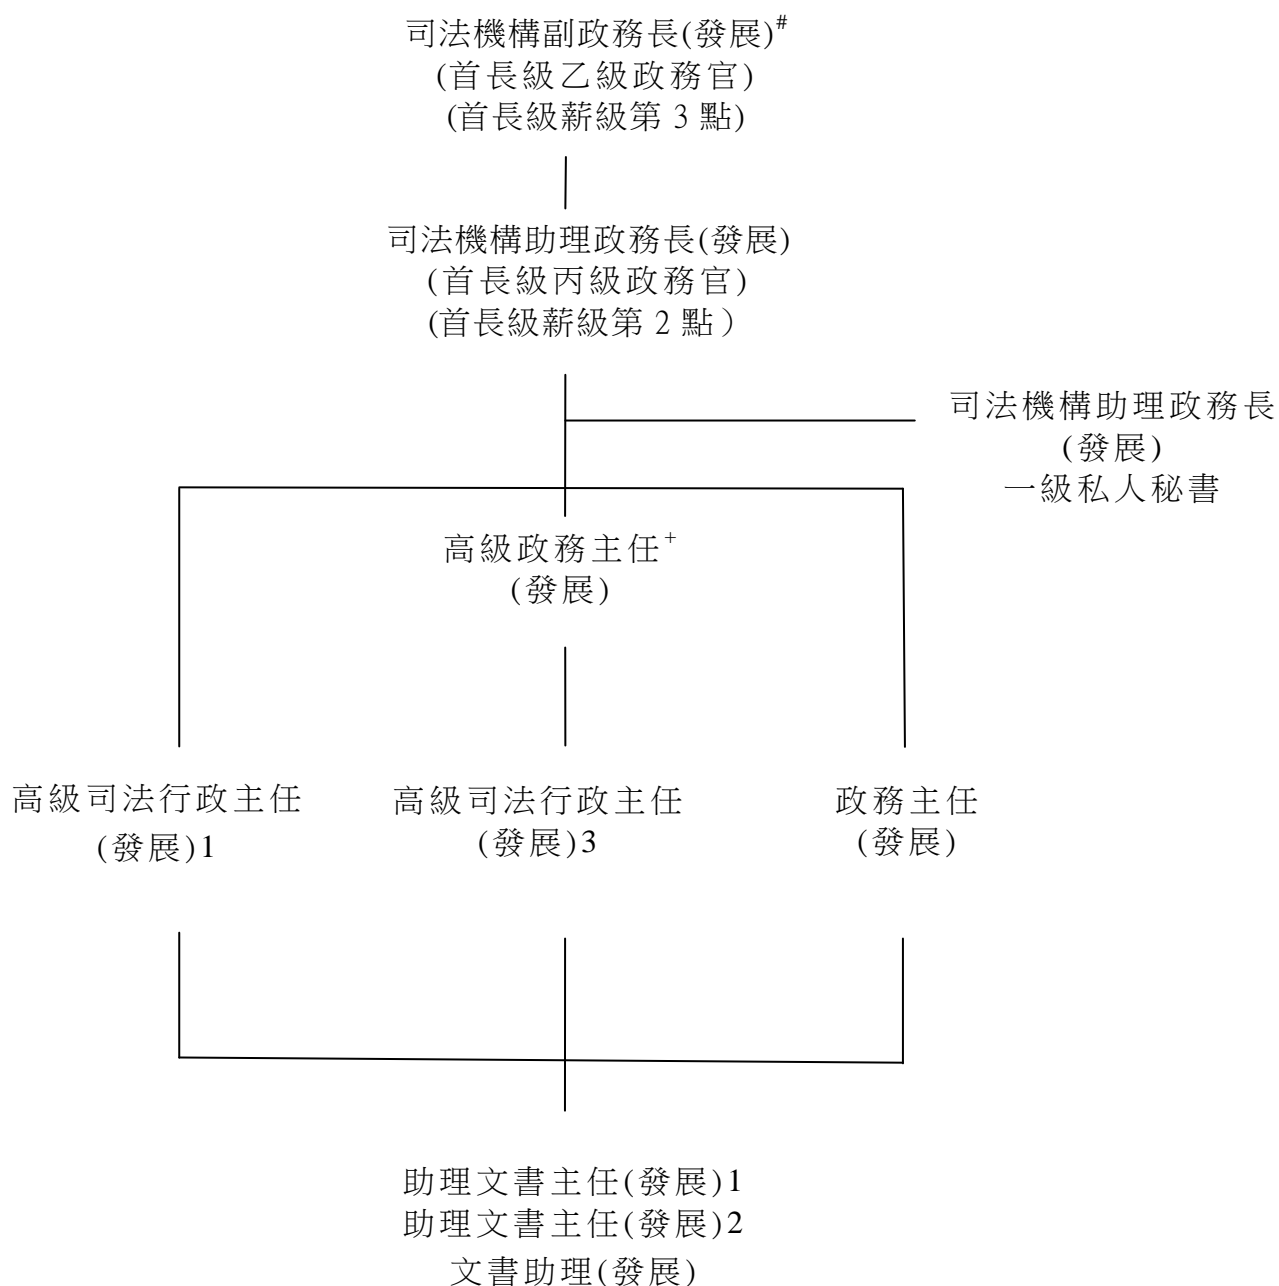 司法機構副政務長(發展)#
(首長級乙級政務官)
(首長級薪級第 3 點)
司法機構助理政務長(發展)
(首長級丙級政務官)
(首長級薪級第 2 點）
司法機構助理政務長
(發展)
一級私人秘書
高級政務主任+
(發展)
高級司法行政主任
(發展)1
高級司法行政主任
(發展)3
政務主任
(發展)
助理文書主任(發展)1
助理文書主任(發展)2
文書助理(發展)